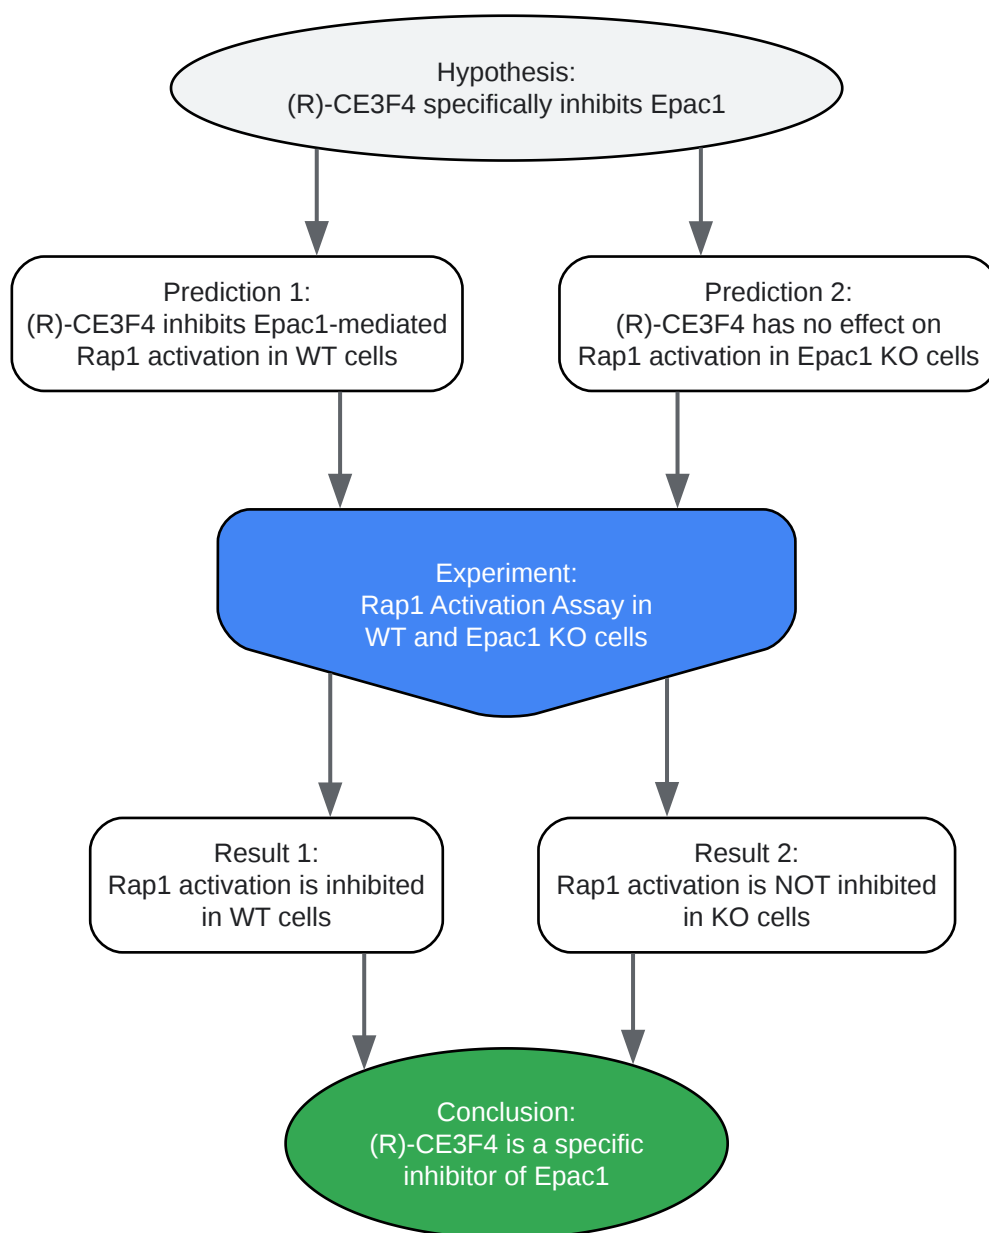 Hypothesis:
(R)-CE3F4 specifically inhibits Epac1
Prediction 1:
(R)-CE3F4 inhibits Epac1-mediated
Rap1 activation in WT cells
Prediction 2:
(R)-CE3F4 has no effect on
Rap1 activation in Epac1 KO cells
Experiment:
Rap1 Activation Assay in
WT and Epac1 KO cells
Result 1:
Rap1 activation is inhibited
in WT cells
Result 2:
Rap1 activation is NOT inhibited
in KO cells
Conclusion:
(R)-CE3F4 is a specific
inhibitor of Epac1